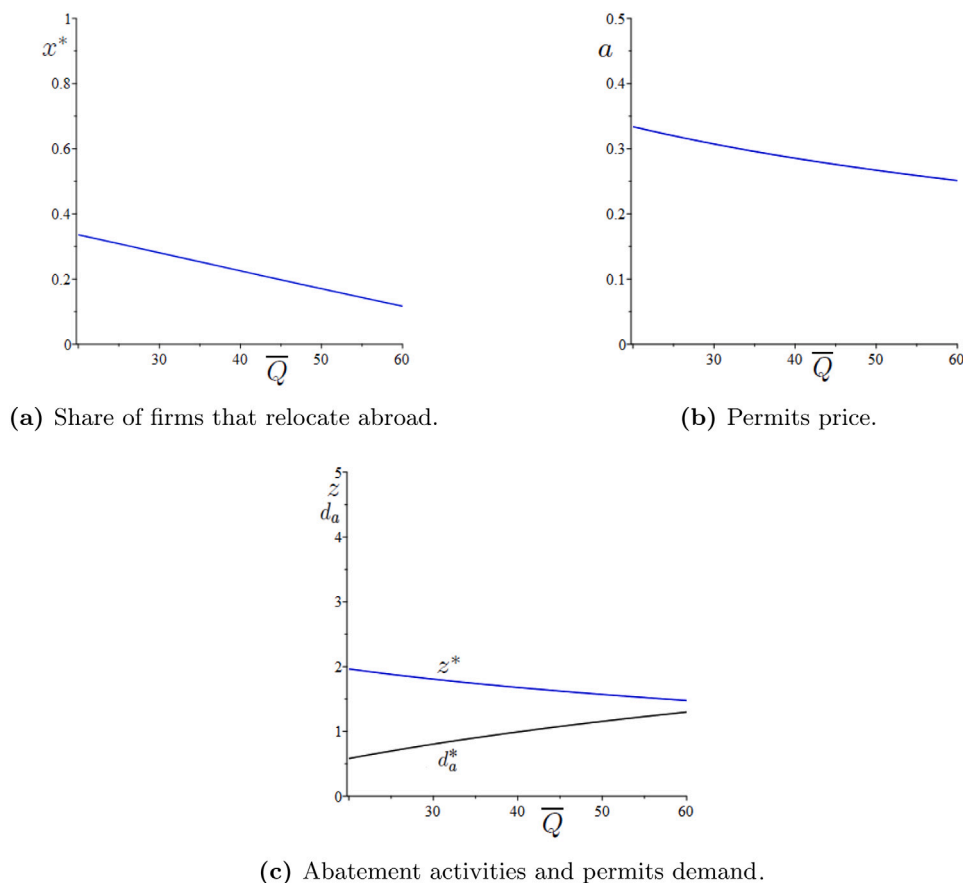 1
x*
0.8
0.6
0.4
0.2
0
30
40
50
60
Q̅
(a) Share of firms that relocate abroad.
0.5
a
0.4
0.3
0.2
0.1
0
30
40
50
60
Q̅
(b) Permits price.
5
z
d_a
4
3
2
1
0
z*
d_a*
30
40
50
60
Q̅
(c) Abatement activities and permits demand.